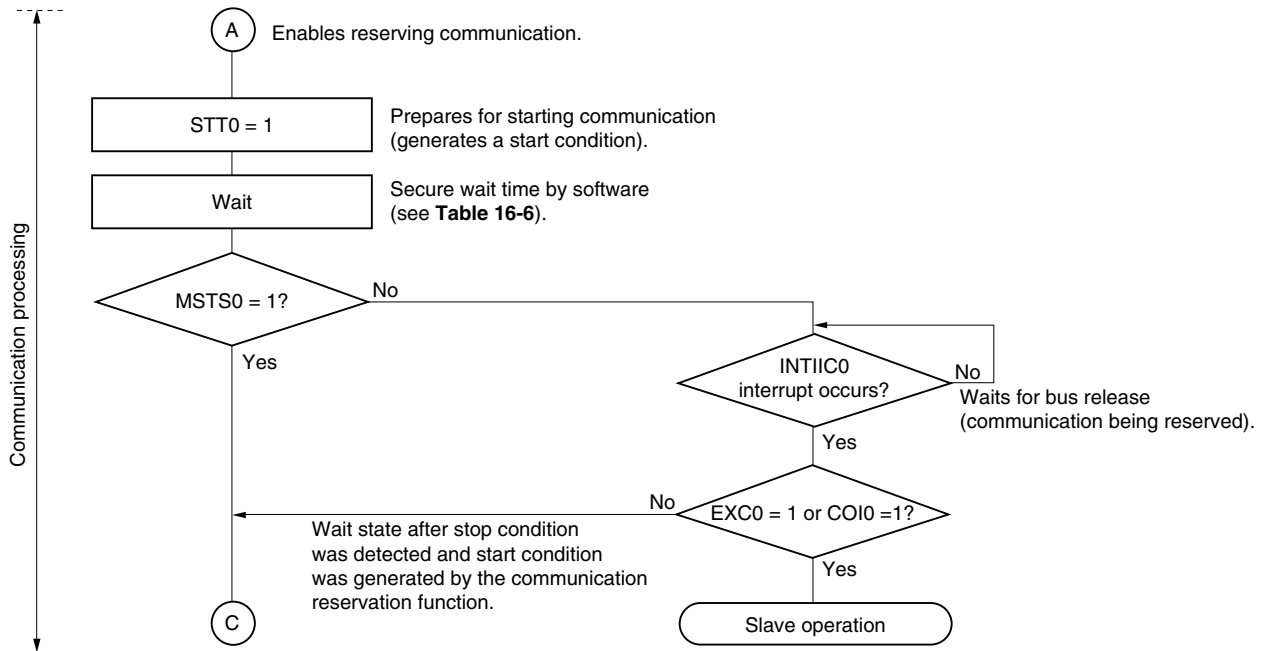 A
Enables reserving communication.
STT0 = 1
Prepares for starting communication
(generates a start condition).
Wait
Secure wait time by software
(see Table 16-6).
Communication processing
MSTS0 = 1?
No
Yes
INTIIC0
interrupt occurs?
No
Waits for bus release
(communication being reserved).
Yes
EXC0 = 1 or COI0 =1?
No
Wait state after stop condition
was detected and start condition
was generated by the communication
reservation function.
Yes
C
Slave operation